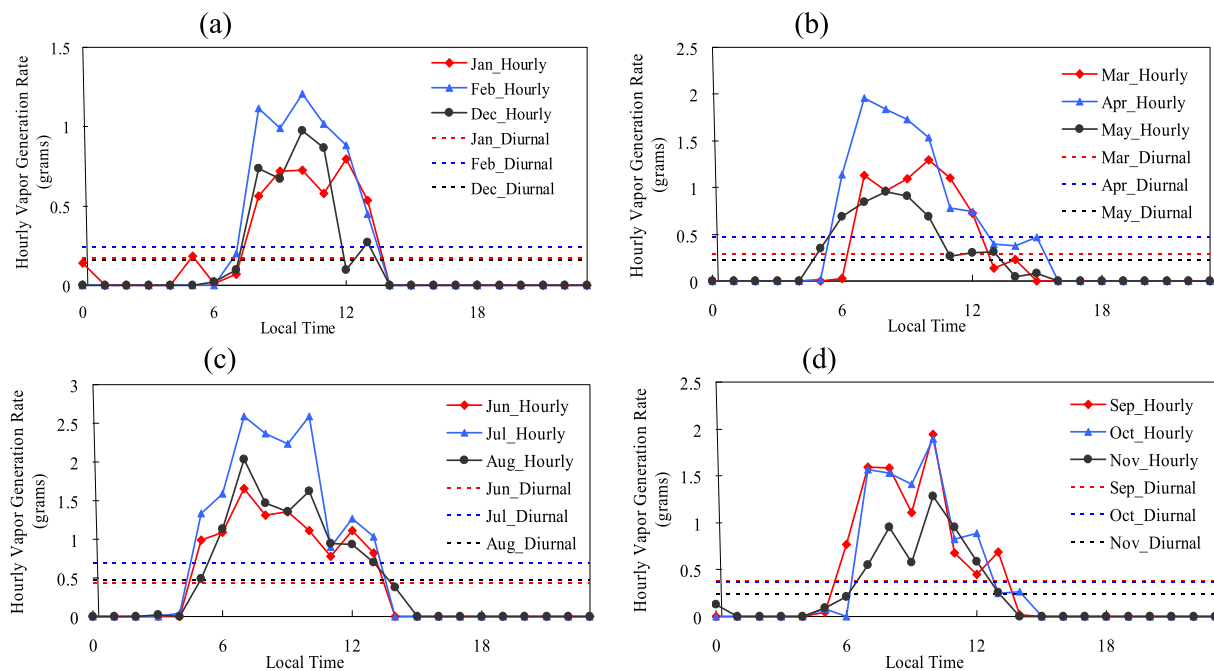 (a)
Hourly Vapor Generation Rate
(grams)
1.5
1
0.5
0
0
6
12
18
Local Time
Jan_Hourly
Feb_Hourly
Dec_Hourly
Jan_Diurnal
Feb_Diurnal
Dec_Diurnal
(b)
Hourly Vapor Generation Rate
(grams)
2.5
2
1.5
1
0.5
0
0
6
12
18
Local Time
Mar_Hourly
Apr_Hourly
May_Hourly
Mar_Diurnal
Apr_Diurnal
May_Diurnal
(c)
Hourly Vapor Generation Rate
(grams)
3
2.5
2
1.5
1
0.5
0
0
6
12
18
Local Time
Jun_Hourly
Jul_Hourly
Aug_Hourly
Jun_Diurnal
Jul_Diurnal
Aug_Diurnal
(d)
Hourly Vapor Generation Rate
(grams)
2.5
2
1.5
1
0.5
0
0
6
12
18
Local Time
Sep_Hourly
Oct_Hourly
Nov_Hourly
Sep_Diurnal
Oct_Diurnal
Nov_Diurnal